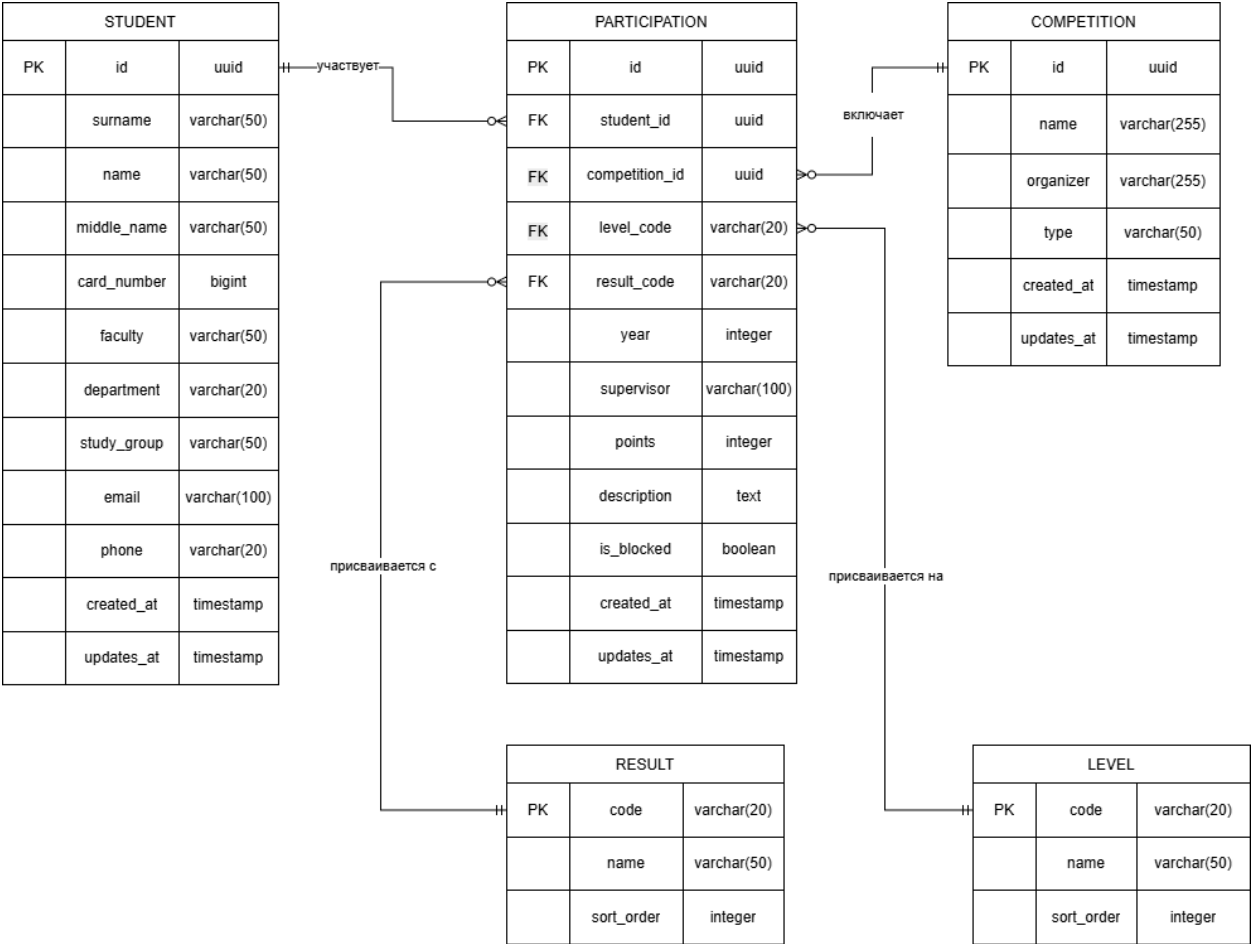 STUDENT
PK id uuid
surname varchar(50)
name varchar(50)
middle_name varchar(50)
card_number bigint
faculty varchar(50)
department varchar(20)
study_group varchar(50)
email varchar(100)
phone varchar(20)
created_at timestamp
updates_at timestamp
участвует
PARTICIPATION
PK id uuid
FK student_id uuid
FK competition_id uuid
FK level_code varchar(20)
FK result_code varchar(20)
year integer
supervisor varchar(100)
points integer
description text
is_blocked boolean
created_at timestamp
updates_at timestamp
включает
COMPETITION
PK id uuid
name varchar(255)
organizer varchar(255)
type varchar(50)
created_at timestamp
updates_at timestamp
присваивается с
присваивается на
RESULT
PK code varchar(20)
name varchar(50)
sort_order integer
LEVEL
PK code varchar(20)
name varchar(50)
sort_order integer